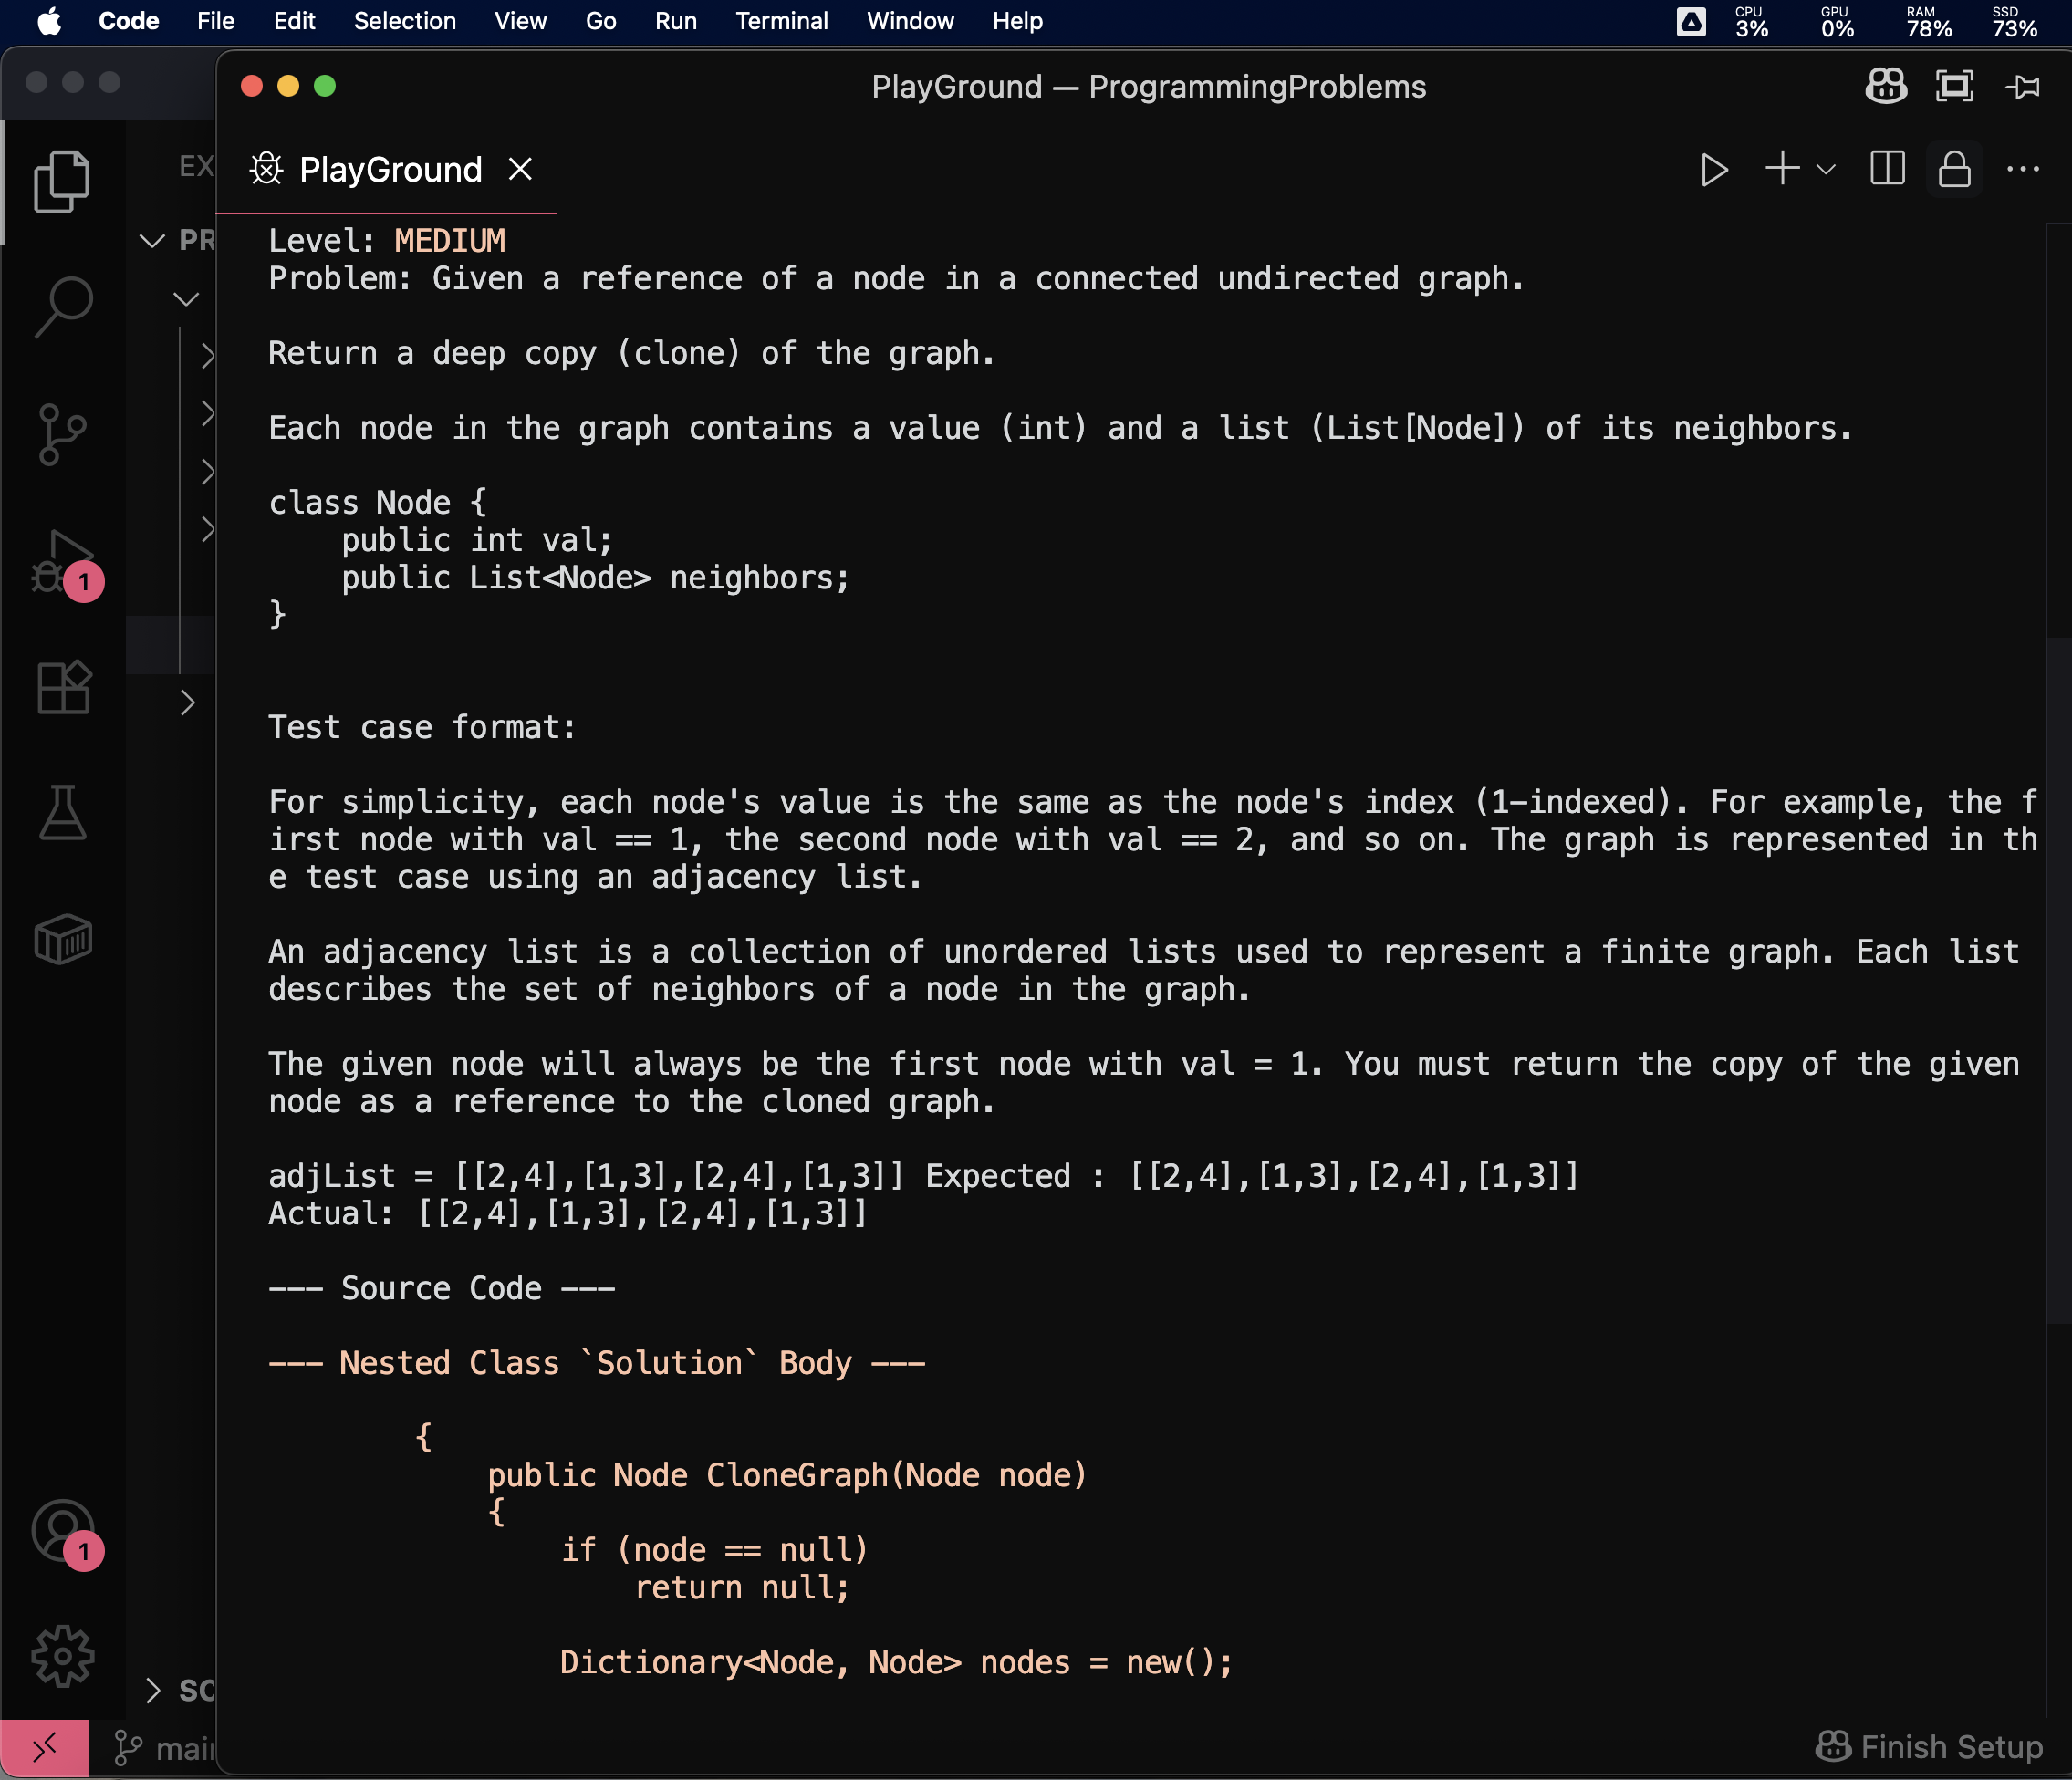 Code File Edit Selection View Go Run Terminal Window Help CPU 3% GPU 0% RAM 78% SSD 73%
PlayGround — ProgrammingProblems
EX
PlayGround
PR
Level: MEDIUM
Problem: Given a reference of a node in a connected undirected graph.
Return a deep copy (clone) of the graph.
Each node in the graph contains a value (int) and a list (List[Node]) of its neighbors.
class Node {
    public int val;
    public List<Node> neighbors;
}
Test case format:
For simplicity, each node's value is the same as the node's index (1-indexed). For example, the f
irst node with val == 1, the second node with val == 2, and so on. The graph is represented in th
e test case using an adjacency list.
An adjacency list is a collection of unordered lists used to represent a finite graph. Each list
describes the set of neighbors of a node in the graph.
The given node will always be the first node with val = 1. You must return the copy of the given
node as a reference to the cloned graph.
adjList = [[2,4],[1,3],[2,4],[1,3]] Expected : [[2,4],[1,3],[2,4],[1,3]]
Actual: [[2,4],[1,3],[2,4],[1,3]]
--- Source Code ---
--- Nested Class `Solution` Body ---
        {
            public Node CloneGraph(Node node)
            {
                if (node == null)
                    return null;
                Dictionary<Node, Node> nodes = new();
1
1
SO
main
Finish Setup